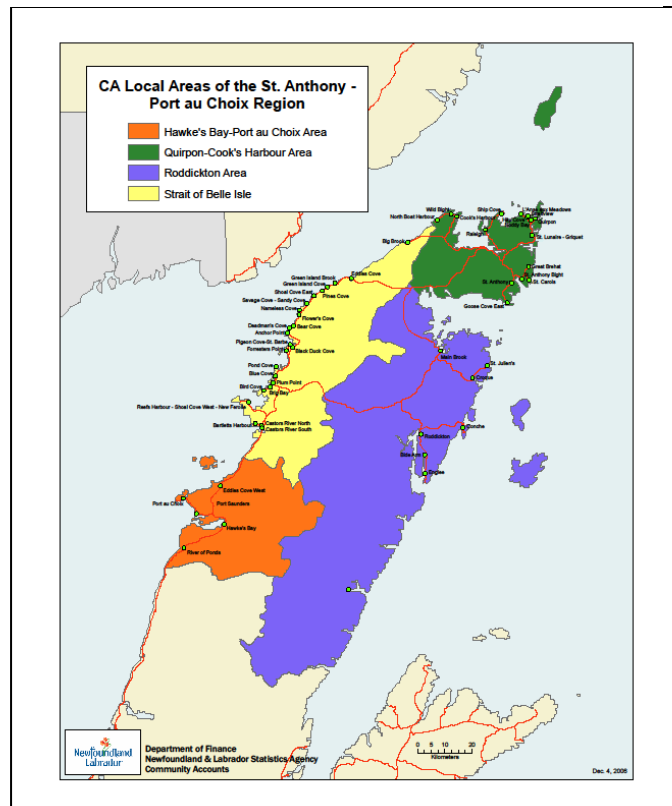 CA Local Areas of the St. Anthony -
Port au Choix Region
Hawke's Bay-Port au Choix Area
Quirpon-Cook's Harbour Area
Roddickton Area
Strait of Belle Isle
Wild Bight
Ship Cove
L'Anse aux Meadows
North Boat Harbour
Cook's Harbour
Quirpon
Raleigh
St. Lunaire - Griquet
Big Brook
Great Brehat
St. Anthony Bight
St. Anthony
St. Carols
Eddies Cove
Green Island Brook
Green Island Cove
Goose Cove East
Shoal Cove East
Pines Cove
Savage Cove - Sandy Cove
Nameless Cove
Flower's Cove
Deadman's Cove
Bear Cove
Anchor Point
Pigeon Cove-St. Barbe
Forresters Point
Black Duck Cove
Main Brook
St. Julien's
Pond Cove
Blue Cove
Croque
Plum Point
Bird Cove
Brig Bay
Reefs Harbour - Shoal Cove West - New Ferolle
Castors River North
Bartletts Harbour
Castors River South
Conche
Roddickton
Bide Arm
Englee
Eddies Cove West
Port au Choix
Port Saunders
Hawke's Bay
River of Ponds
Newfoundland
Labrador
Department of Finance
Newfoundland & Labrador Statistics Agency
Community Accounts
0 5 10 20
Kilometers